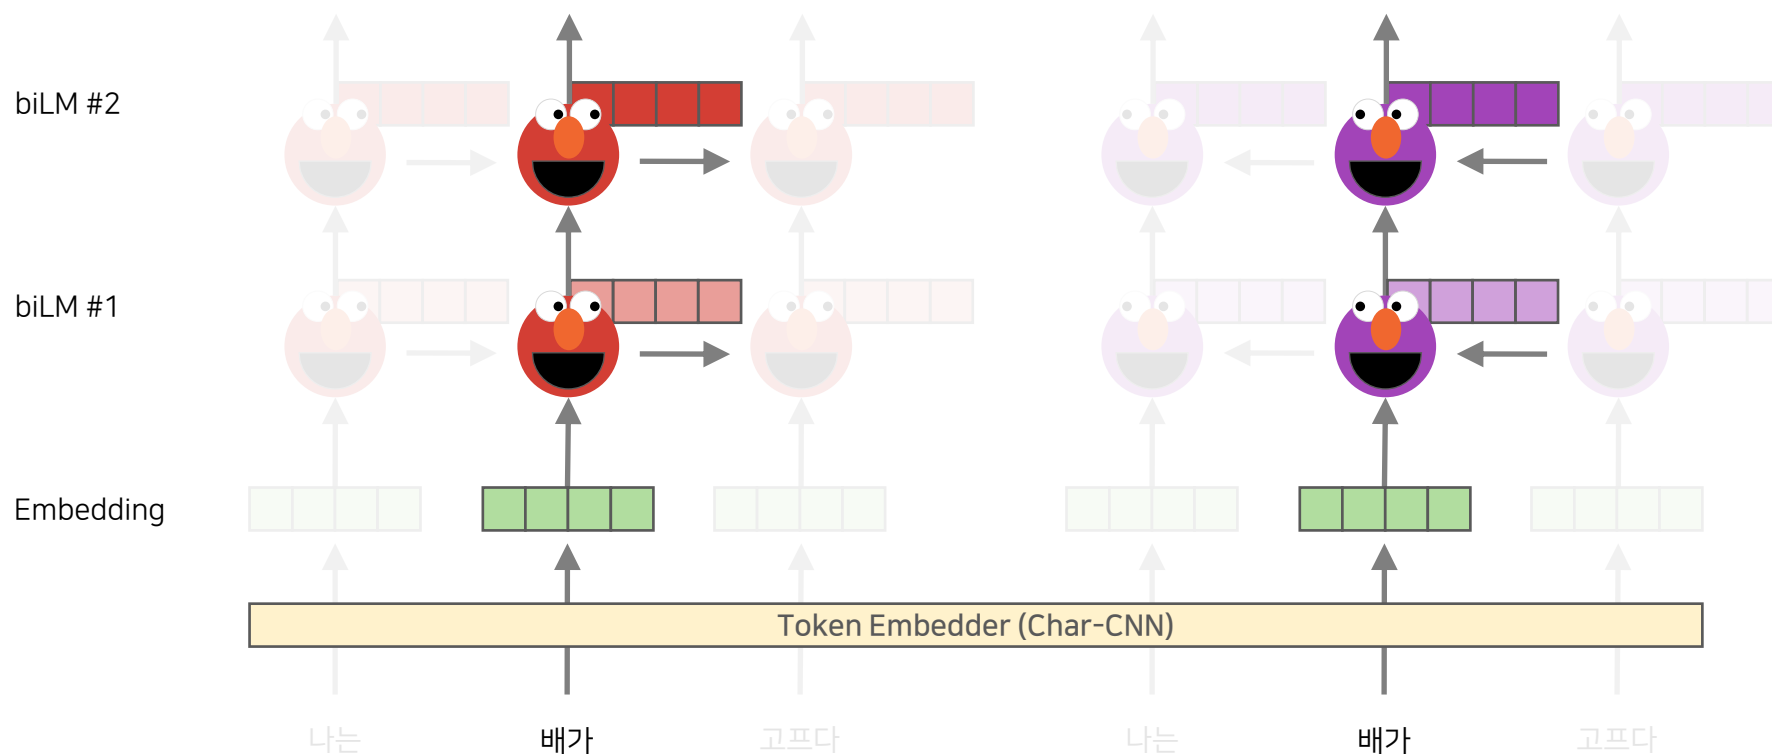 biLM #2
biLM #1
Embedding
Token Embedder (Char-CNN)
나는 배가 고프다 나는 배가 고프다